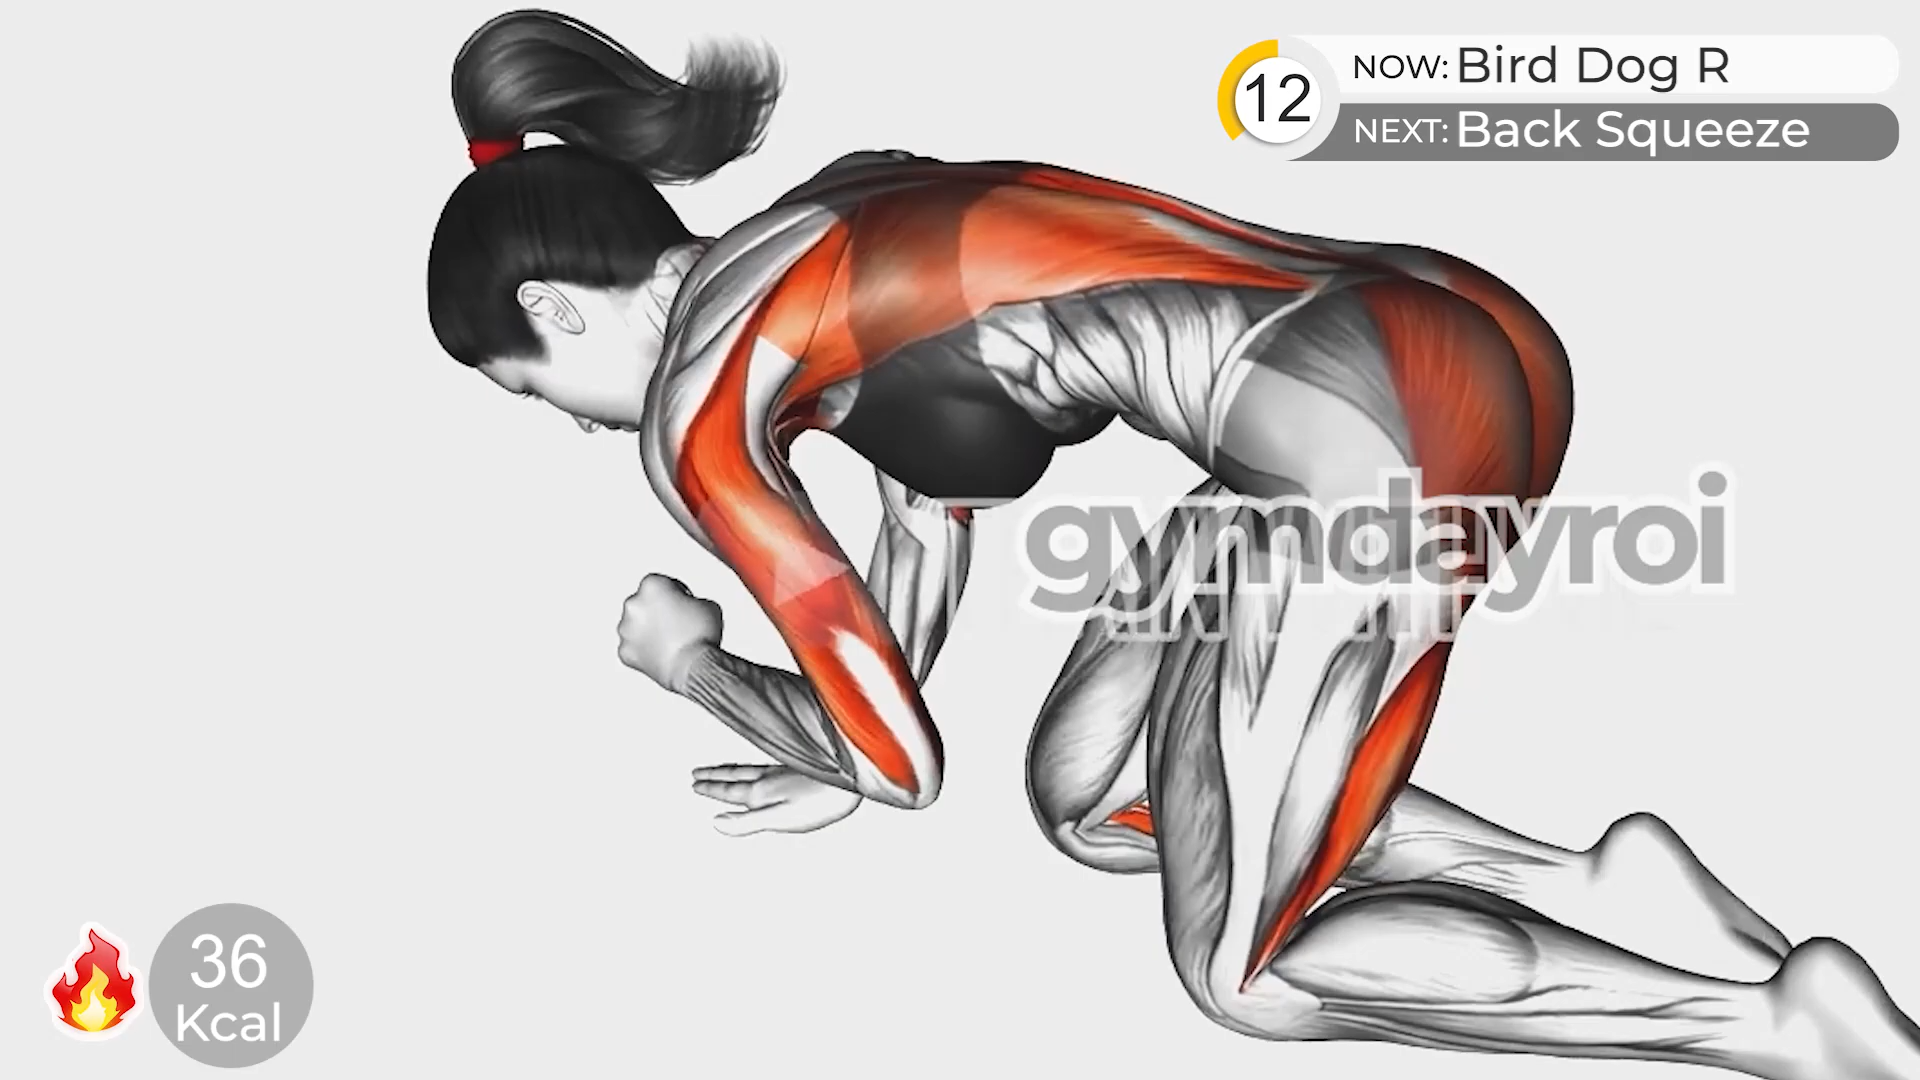 12
NOW: Bird Dog R
NEXT: Back Squeeze
gymdayroi
36
Kcal